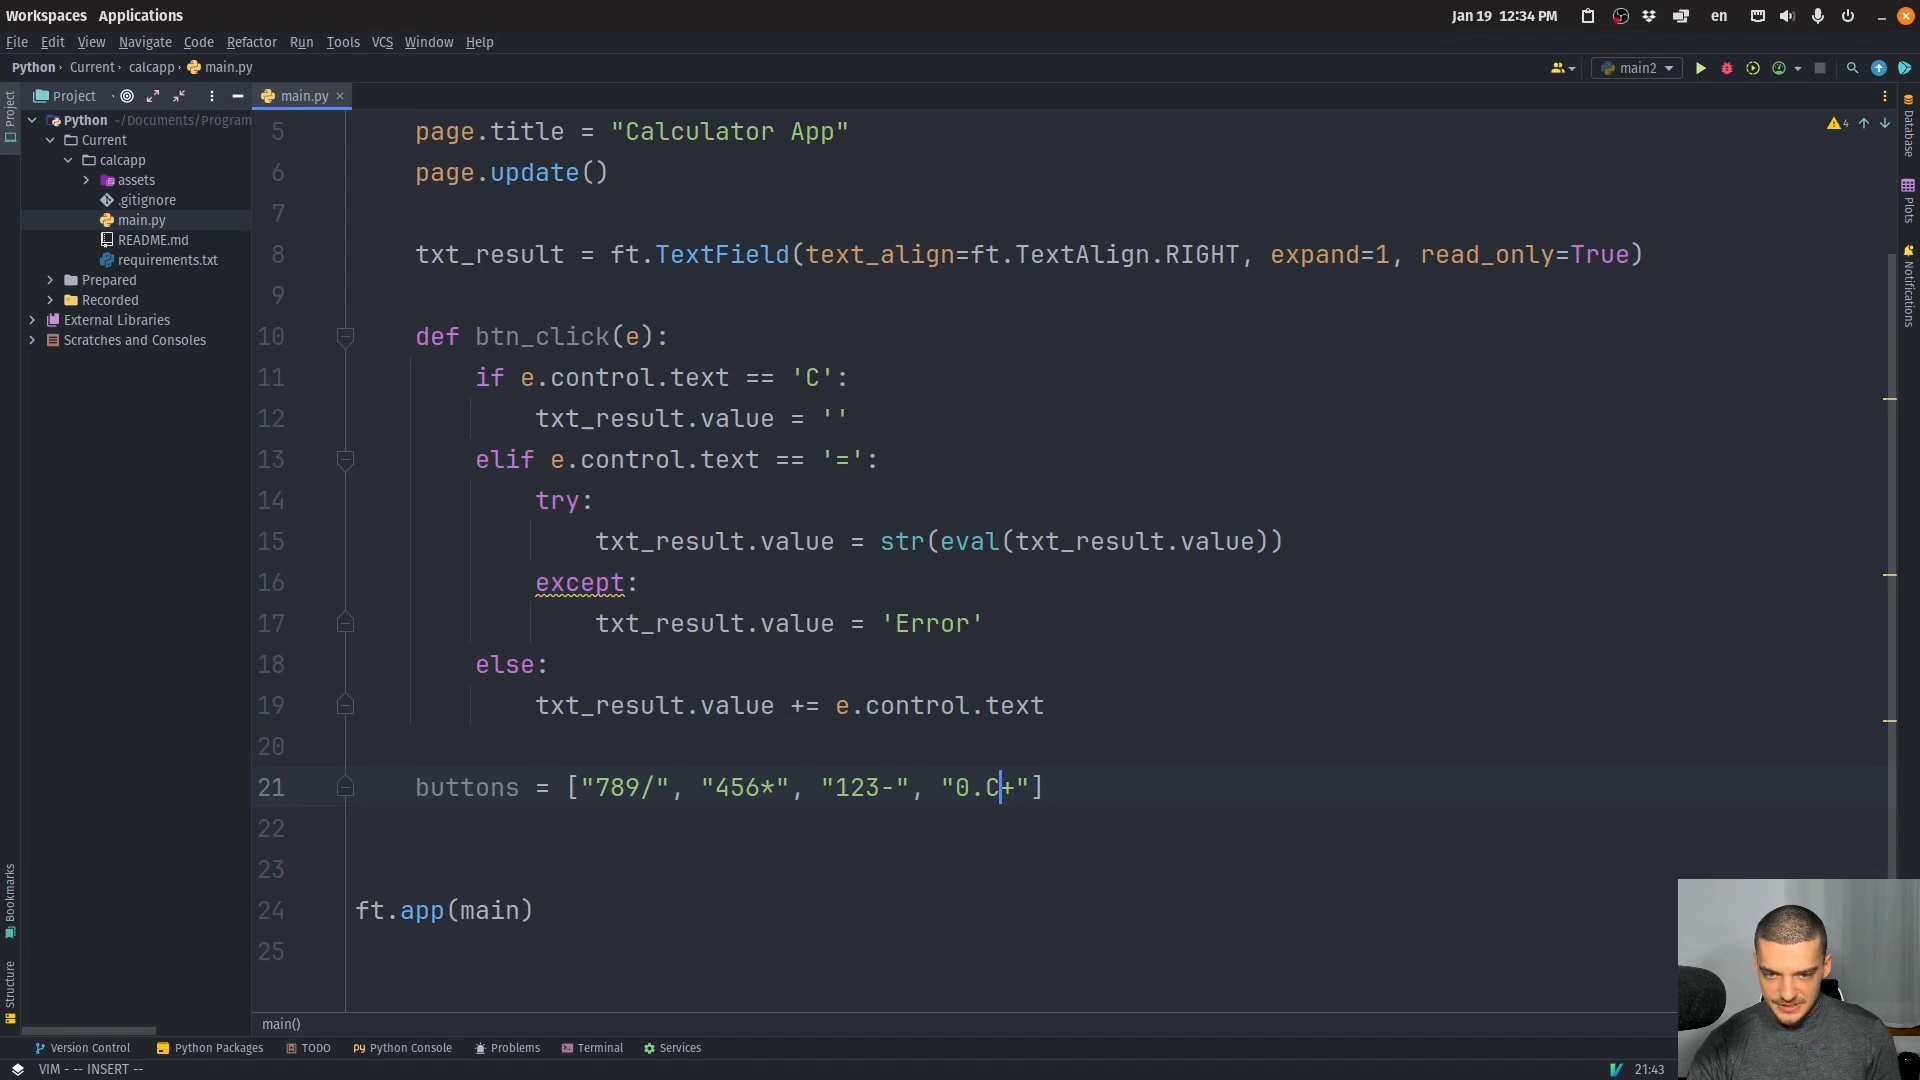 Workspaces Applications
Jan 19 12:34 PM
en
File Edit View Navigate Code Refactor Run Tools VCS Window Help
Python Current calcapp main.py
main2
Project
main.py
Python ~/Documents/Program
Current
calcapp
assets
.gitignore
main.py
README.md
requirements.txt
Prepared
Recorded
External Libraries
Scratches and Consoles
Project
Bookmarks
Structure
Database
Plots
Notifications
4
5 page.title = "Calculator App"
6 page.update()
7
8 txt_result = ft.TextField(text_align=ft.TextAlign.RIGHT, expand=1, read_only=True)
9
10 def btn_click(e):
11 if e.control.text == 'C':
12 txt_result.value = ''
13 elif e.control.text == '=':
14 try:
15 txt_result.value = str(eval(txt_result.value))
16 except:
17 txt_result.value = 'Error'
18 else:
19 txt_result.value += e.control.text
20
21 buttons = ["789/", "456*", "123-", "0.C+"]
22
23
24 ft.app(main)
25
main()
Version Control Python Packages TODO Python Console Problems Terminal Services
VIM - -- INSERT --
21:43